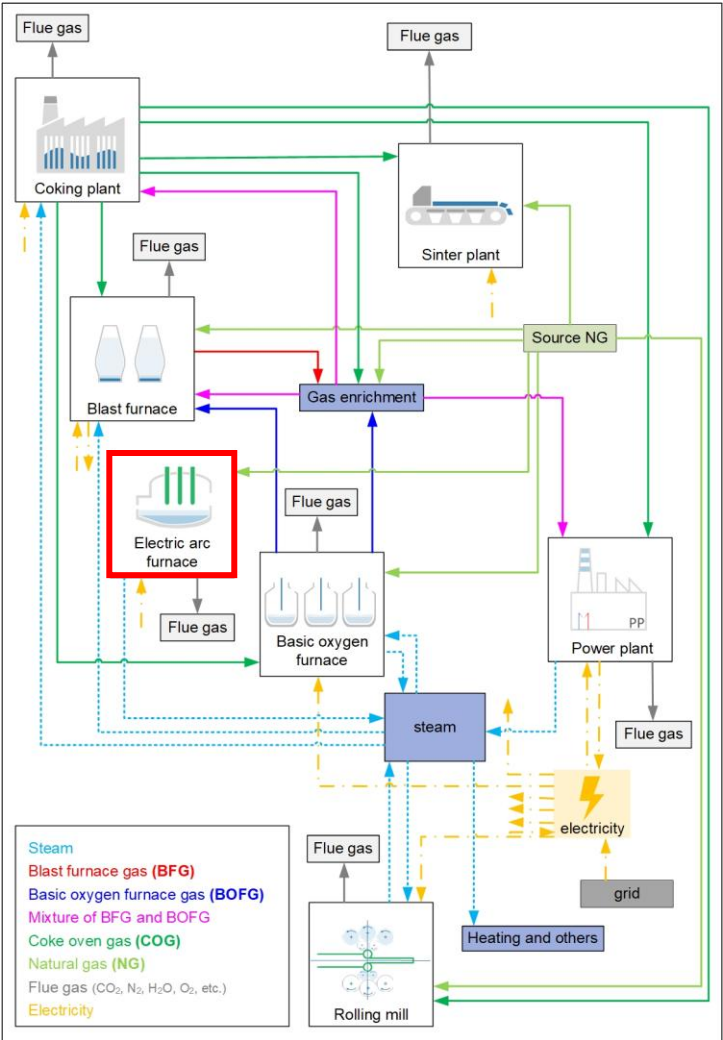 Flue gas
Flue gas
Coking plant
Sinter plant
Flue gas
Source NG
Blast furnace
Gas enrichment
Electric arc
furnace
Flue gas
Flue gas
Basic oxygen
furnace
PP
Power plant
steam
Flue gas
electricity
grid
Flue gas
Heating and others
Rolling mill
Steam
Blast furnace gas (BFG)
Basic oxygen furnace gas (BOFG)
Mixture of BFG and BOFG
Coke oven gas (COG)
Natural gas (NG)
Flue gas (CO₂, N₂, H₂O, O₂, etc.)
Electricity